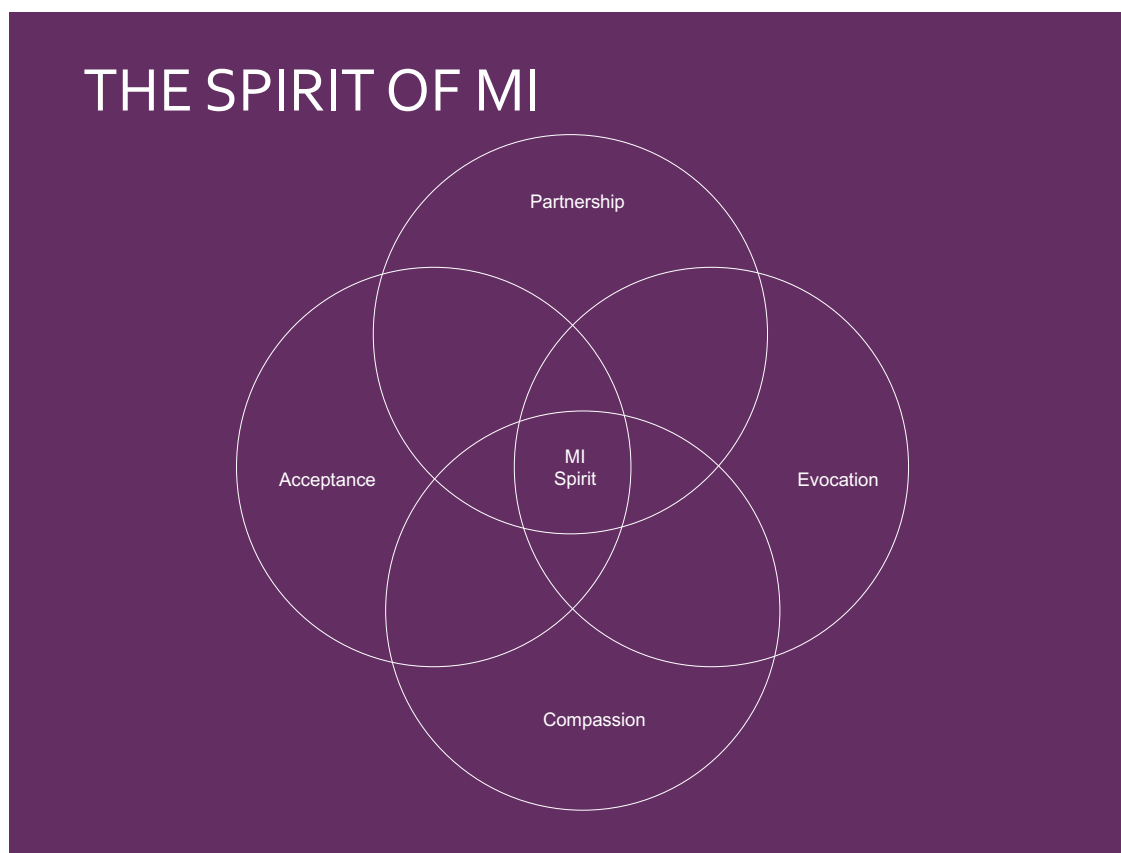 THE SPIRIT OF MI
Partnership
MI
Spirit
Acceptance
Evocation
Compassion